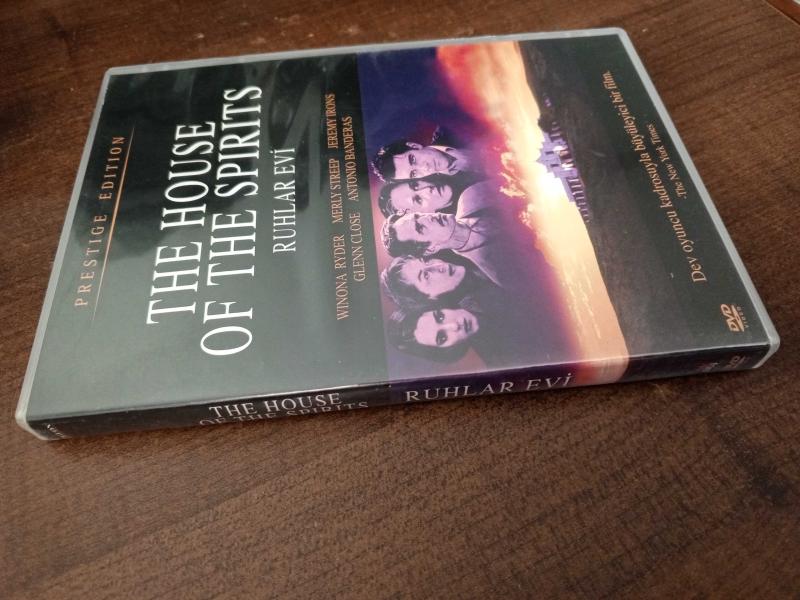 PRESTIGE EDITION
THE HOUSE
OF THE SPIRITS
RUHLAR EVİ
WINONA RYDER MERLY STREEP JEREMY IRONS
GLENN CLOSE ANTONIO BANDERAS
Dev oyuncu kadrosuyla büyüleyici bir film.
.The New York Times
DVD
VIDEO
THE HOUSE
OF THE SPIRITS
RUHLAR EVİ